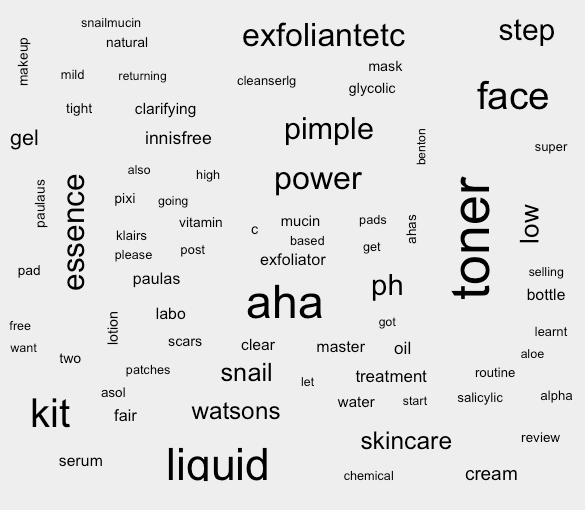 snailmucin
exfoliantetc
step
natural
makeup
mask
mild
returning
cleanserlg
glycolic
face
tight
clarifying
gel
innisfree
pimple
benton
super
also
high
power
paulaus
essence
pixi
going
toner
low
vitamin
c
mucin
pads
ahas
klairs
based
get
please
post
exfoliator
pad
paulas
selling
aha
ph
bottle
labo
free
lotion
got
learnt
want
scars
clear
master
oil
aloe
two
patches
snail
let
treatment
routine
asol
kit
fair
watsons
water
start
salicylic
alpha
skincare
review
serum
liquid
chemical
cream